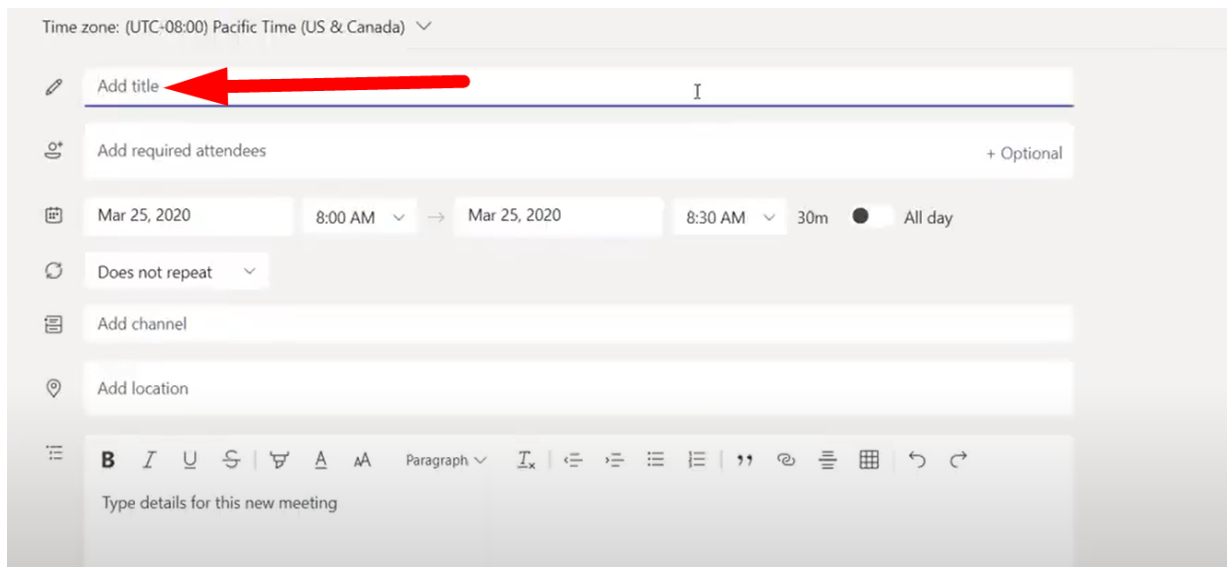 Time zone: (UTC-08:00) Pacific Time (US & Canada)
Add title
Add required attendees + Optional
Mar 25, 2020 8:00 AM → Mar 25, 2020 8:30 AM 30m All day
Does not repeat
Add channel
Add location
B I U S A AA Paragraph Tx
Type details for this new meeting